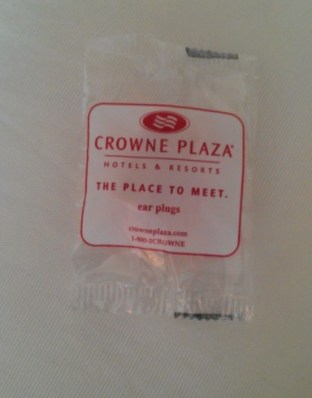 CROWNE PLAZA®
HOTELS & RESORTS
THE PLACE TO MEET.
ear plugs
crowneplaza.com
1-800-2CROWNE